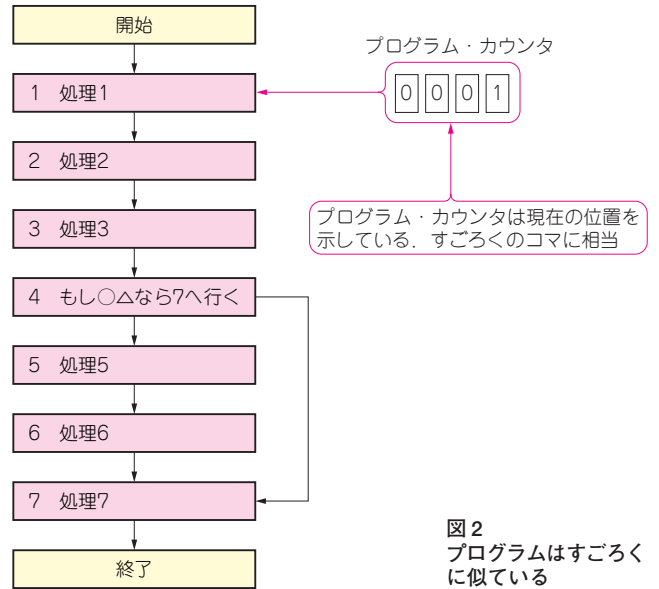 開始
プログラム・カウンタ
1 処理1
0 0 0 1
2 処理2
プログラム・カウンタは現在の位置を
示している．すごろくのコマに相当
3 処理3
4 もし○△なら7へ行く
5 処理5
6 処理6
7 処理7
終了
図2
プログラムはすごろく
に似ている